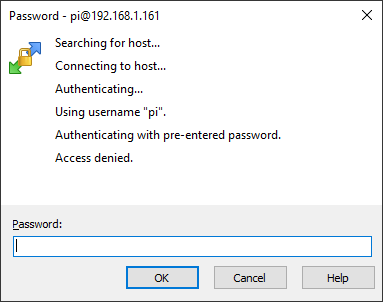 Password - pi@192.168.1.161
Searching for host...
Connecting to host...
Authenticating...
Using username "pi".
Authenticating with pre-entered password.
Access denied.
Password:
OK
Cancel
Help